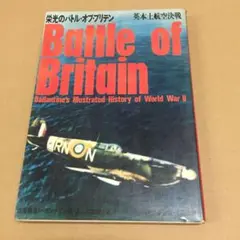 栄光のバトル・オブ・ブリテン 英本土航空決戦
Battle of
Britain
Ballantine's Illustrated History of World War II
RN N